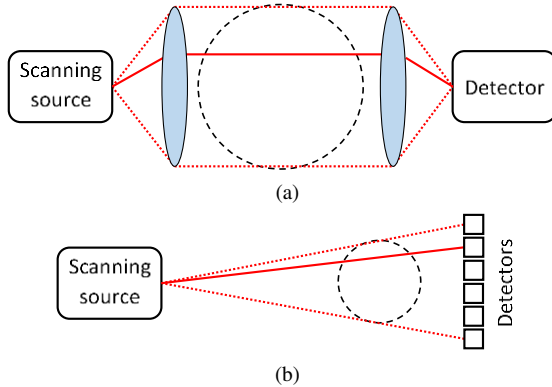 Scanning
source
Detector
(a)
Scanning
source
Detectors
(b)